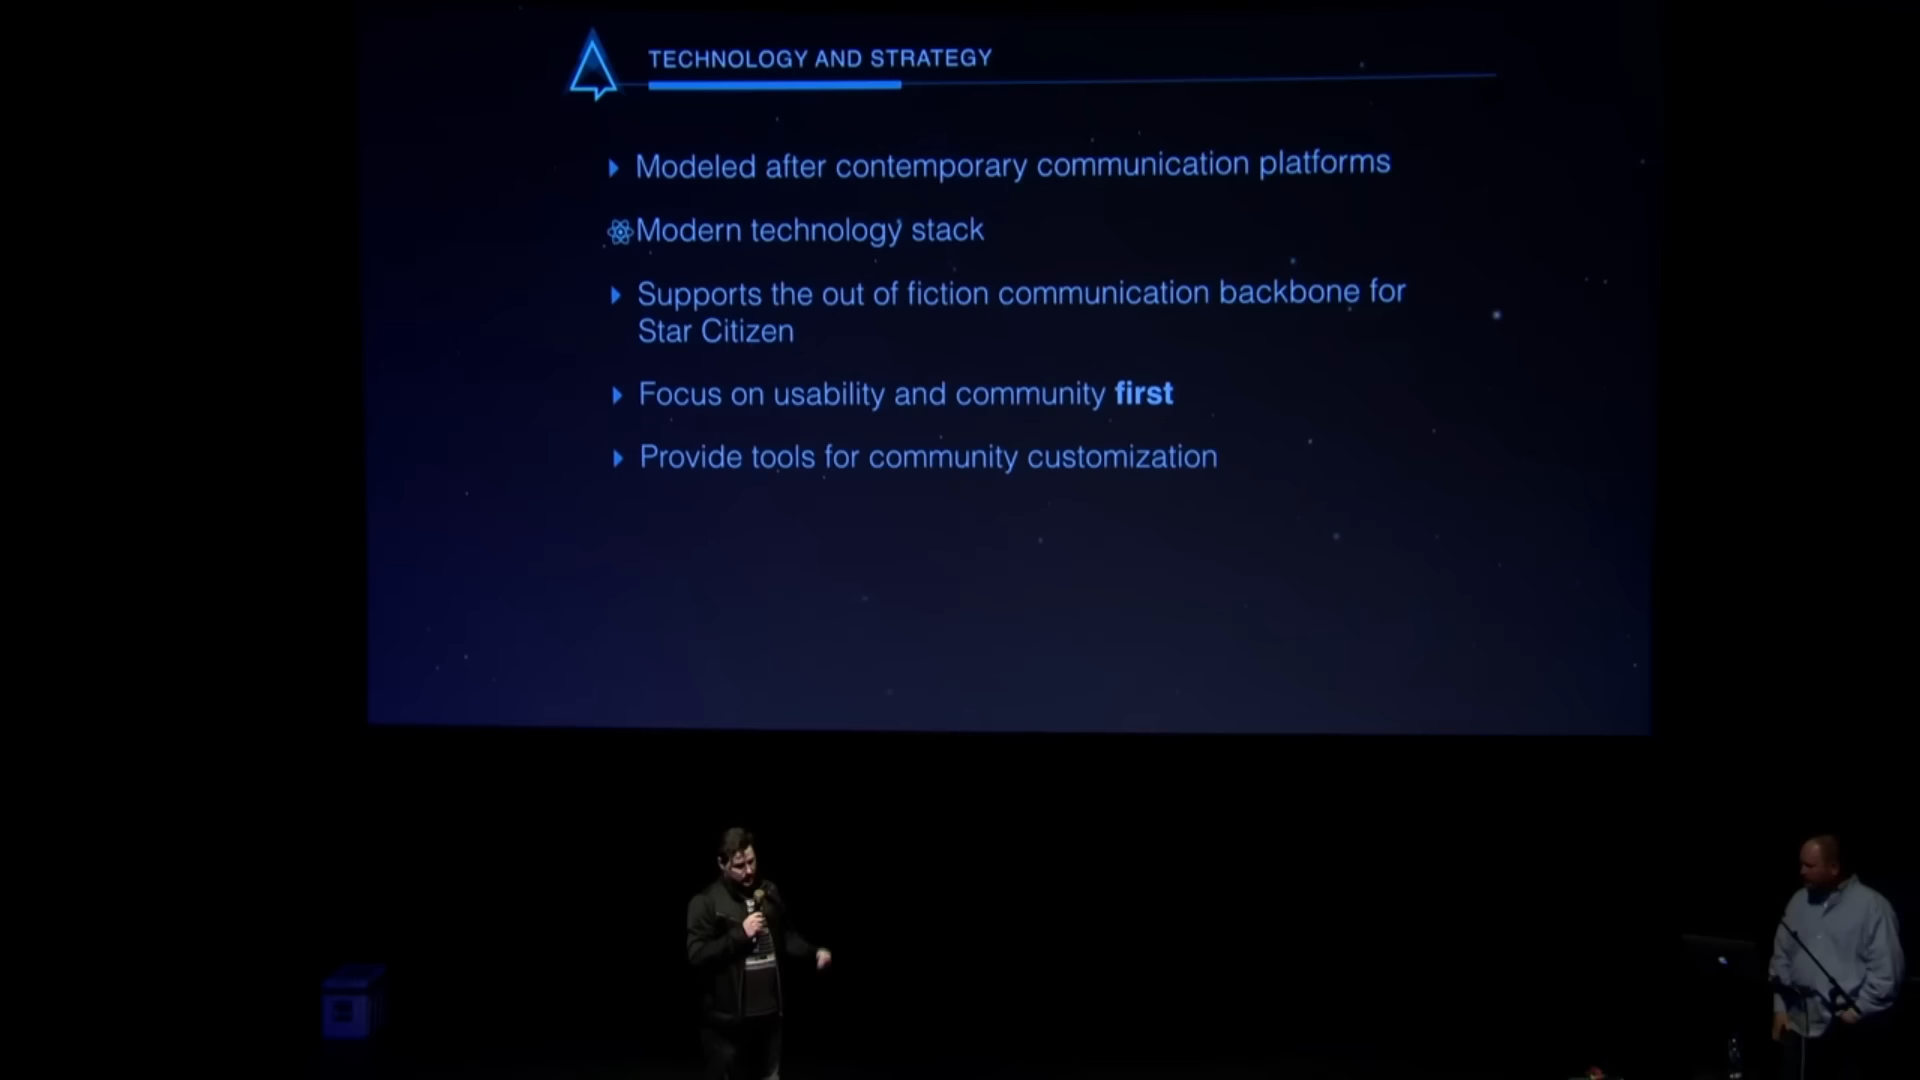 TECHNOLOGY AND STRATEGY
Modeled after contemporary communication platforms
Modern technology stack
Supports the out of fiction communication backbone for
Star Citizen
Focus on usability and community first
Provide tools for community customization